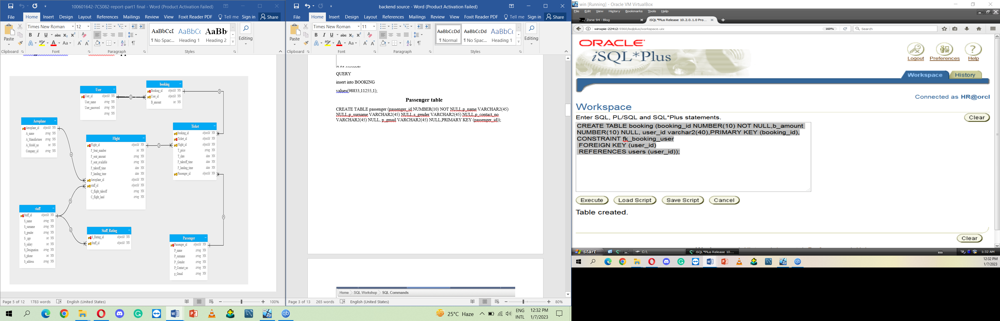 100601642-7CS082-report-part1 final - Word (Product Activation Failed)
File Home Insert Design Layout References Mailings Review View Foxit Reader PDF Tell me Sign in Share
Times New Roman 12
Paste
B I U abc x₂ x²
AaBbCcI AaBbCc AaBb
¶ No Spac... Heading 1 Heading 2
Editing
Clipboard Font Paragraph Styles
User
User_id objectId NN
User_name string NN
User_password string NN
string NN
booking
Booking_id objectId NN
User_id objectId NN
B_amount int NN
Aeroplane
Aeroplane_id objectId NN
A_name string NN
A_Manufacturer string NN
A_Model_no int NN
Company_id string NN
Flight
Flight_id objectId NN
F_Seat_number int NN
F_seat_amount string NN
F_seat_available string NN
F_takeoff_time date NN
F_landing_time date NN
Aeroplane_id objectId NN
staff_id objectId NN
C_flight_takeoff string NN
C_flight_land string NN
Ticket
booking_id objectId NN
Ticket_id objectId NN
Flight_id objectId NN
T_price string NN
T_date date NN
F_takeoff_time date NN
F_landing_time date NN
Passenger_id objectId NN
staff
Staff_id objectId NN
S_name string NN
S_surname string NN
S_gender string NN
S_age int NN
S_salary int NN
S_Designation string NN
S_phone int NN
S_address string NN
Staff_Rating
S_Rating_id objectId NN
Staff_id objectId NN
Passenger
Passenger_id objectId NN
P_name string NN
P_surname string NN
P_Gender string NN
P_Contact_no string NN
p_Gmail string NN
Page 5 of 12 1783 words English (United States) 100%
backend source - Word (Product Activation Failed)
File Home Insert Design Layout References Mailings Review View Foxit Reader PDF Tell me Sign in Share
Times New Roman 11
Paste
B I U abc x₂ x²
AaBbCcDd AaBbCcDd AaBbCc
¶ Normal ¶ No Spac... Heading 1
Editing
Clipboard Font Paragraph Styles
0.01 seconds
QUERY
insert into BOOKING
values(98833,11255,1);
Passenger table
CREATE TABLE passenger (passenger_id NUMBER(10) NOT NULL,p_name VARCHAR2(45)
NULL,p_surname VARCHAR2(45) NULL,s_gender VARCHAR2(45) NULL,p_contact_no
VARCHAR2(45) NULL, p_gmail VARCHAR2(45) NULL,PRIMARY KEY (passenger_id));
Home SQL Workshop SQL Commands
Page 3 of 13 265 words English (United States) 80%
25°C Haze ENG INTL 12:32 PM 1/7/2023
win [Running] - Oracle VM VirtualBox
File Edit View History Bookmarks Tools Help
Zone 94 - Blog
iSQL*Plus Release 10.2.0.1.0 Pro...
winxpie-22412:5560/isqlplus/workspace.uix 160% Search
ORACLE
iSQL*Plus
Logout Preferences Help
Workspace History
Connected as HR@orcl
Workspace
Enter SQL, PL/SQL and SQL*Plus statements.
Clear
CREATE TABLE booking (booking_id NUMBER(10) NOT NULL,b_amount
NUMBER(10) NULL, user_id varchar2(40),PRIMARY KEY (booking_id),
CONSTRAINT fk_booking_user
FOREIGN KEY (user_id)
REFERENCES users (user_id));
Execute Load Script Save Script Cancel
Table created.
Clear
start C:\ iSQL*Plus Release 10... 1:32 AM
12:32 PM
1/7/2023